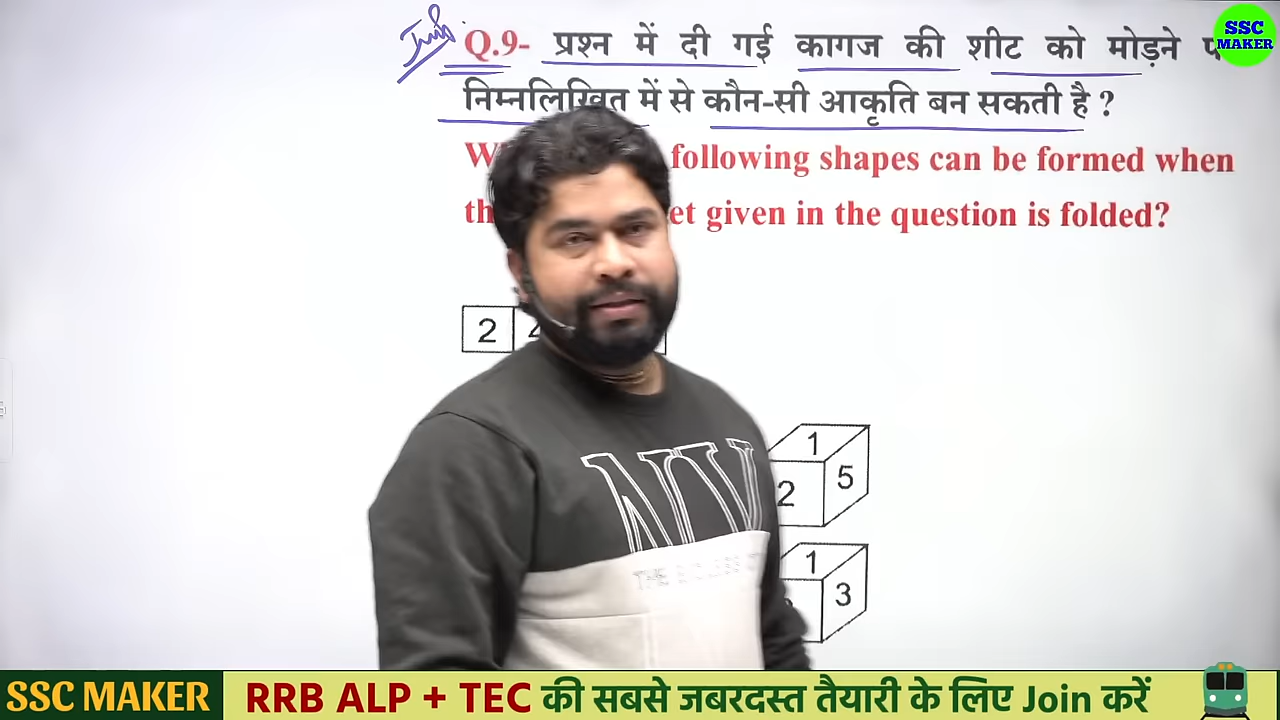 SSC
MAKER
Imp Q.9- प्रश्न में दी गई कागज की शीट को मोड़ने
निम्नलिखित में से कौन-सी आकृति बन सकती है ?
following shapes can be formed when
given in the question is folded?
2
1
2 5
1
3
SSC MAKER RRB ALP + TEC की सबसे जबरदस्त तैयारी के लिए Join करें